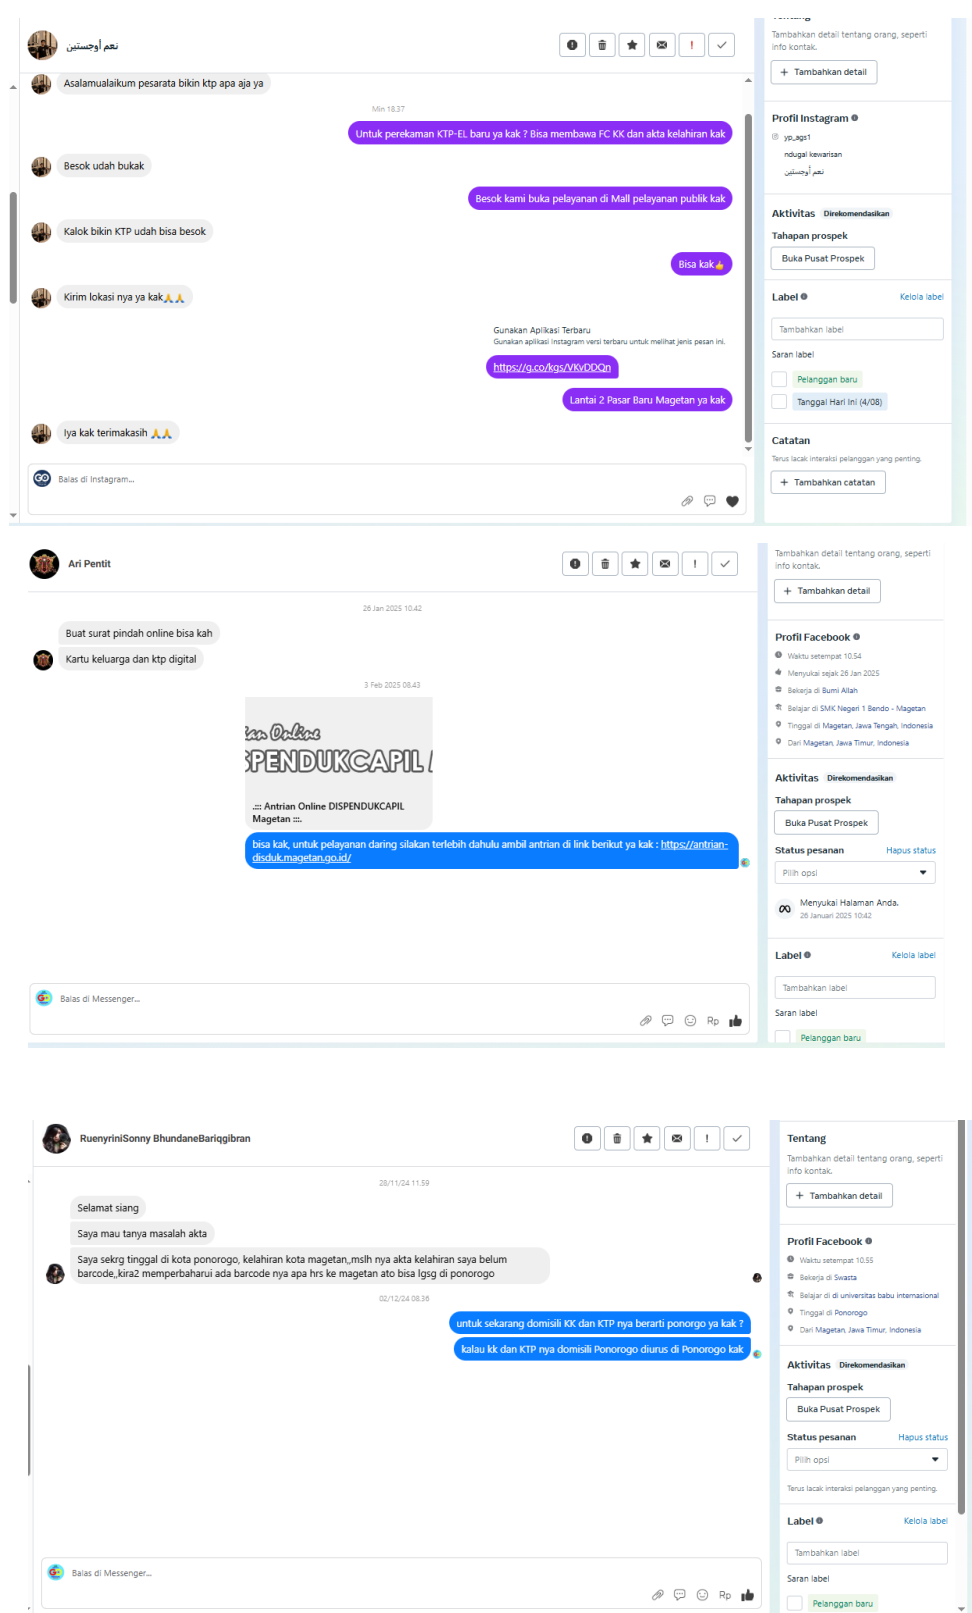 Tambahkan detail tentang orang, seperti
info kontak.
+ Tambahkan detail
نعم أوجستين
Asalamualaikum pesarata bikin ktp apa aja ya
Min 18.37
Untuk perekaman KTP-EL baru ya kak ? Bisa membawa FC KK dan akta kelahiran kak
Besok udah bukak
Besok kami buka pelayanan di Mall pelayanan publik kak
Kalok bikin KTP udah bisa besok
Bisa kak👍
Kirim lokasi nya ya kak🙏🙏
Gunakan Aplikasi Terbaru
Gunakan aplikasi Instagram versi terbaru untuk melihat jenis pesan ini.
https://g.co/kgs/VKvDDQn
Lantai 2 Pasar Baru Magetan ya kak
Iya kak terimakasih 🙏🙏
Balas di Instagram...
Profil Instagram
yp_ags1
ndugal kewarisan
نعم أوجستين
Aktivitas Direkomendasikan
Tahapan prospek
Buka Pusat Prospek
Label Kelola label
Tambahkan label
Saran label
Pelanggan baru
Tanggal Hari Ini (4/08)
Catatan
Terus lacak interaksi pelanggan yang penting.
+ Tambahkan catatan
Ari Pentit
26 Jan 2025 10.42
Buat surat pindah online bisa kah
Kartu keluarga dan ktp digital
3 Feb 2025 08.43
ian Online
SPENDUKCAPIL M
.::: Antrian Online DISPENDUKCAPIL
Magetan :::.
bisa kak, untuk pelayanan daring silakan terlebih dahulu ambil antrian di link berikut ya kak : https://antrian-
disduk.magetan.go.id/
Balas di Messenger...
Rp
Tambahkan detail tentang orang, seperti
info kontak.
+ Tambahkan detail
Profil Facebook
Waktu setempat 10.54
Menyukai sejak 26 Jan 2025
Bekerja di Bumi Allah
Belajar di SMK Negeri 1 Bendo - Magetan
Tinggal di Magetan, Jawa Tengah, Indonesia
Dari Magetan, Jawa Timur, Indonesia
Aktivitas Direkomendasikan
Tahapan prospek
Buka Pusat Prospek
Status pesanan Hapus status
Pilih opsi
Menyukai Halaman Anda.
26 Januari 2025 10:42
Label Kelola label
Tambahkan label
Saran label
Pelanggan baru
RuenyriniSonny BhundaneBariqgibran
28/11/24 11.59
Selamat siang
Saya mau tanya masalah akta
Saya sekrg tinggal di kota ponorogo, kelahiran kota magetan,,mslh nya akta kelahiran saya belum
barcode,,kira2 memperbaharui ada barcode nya apa hrs ke magetan ato bisa lgsg di ponorogo
02/12/24 08.36
untuk sekarang domisili KK dan KTP nya berarti ponorgo ya kak ?
kalau kk dan KTP nya domisili Ponorogo diurus di Ponorogo kak
Balas di Messenger...
Rp
Tentang
Tambahkan detail tentang orang, seperti
info kontak.
+ Tambahkan detail
Profil Facebook
Waktu setempat 10.55
Bekerja di Swasta
Belajar di di universitas babu internasional
Tinggal di Ponorogo
Dari Magetan, Jawa Timur, Indonesia
Aktivitas Direkomendasikan
Tahapan prospek
Buka Pusat Prospek
Status pesanan Hapus status
Pilih opsi
Terus lacak interaksi pelanggan yang penting.
Label Kelola label
Tambahkan label
Saran label
Pelanggan baru